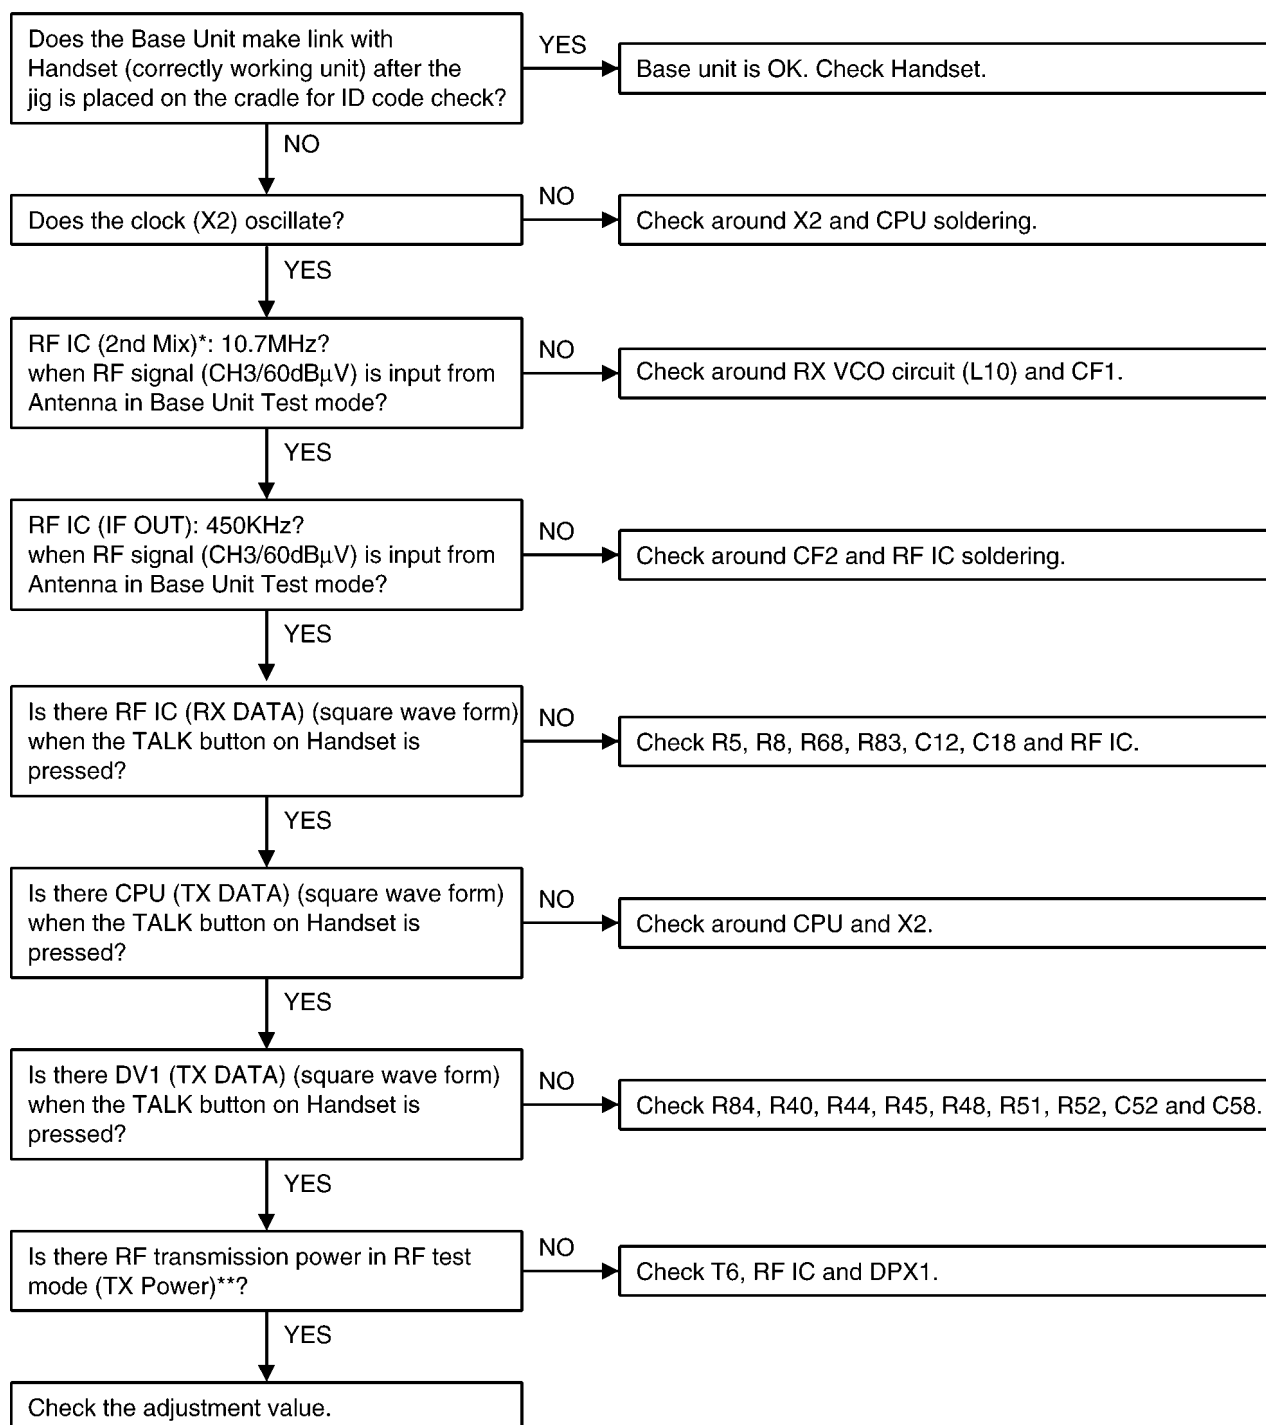 Does the Base Unit make link with
Handset (correctly working unit) after the
jig is placed on the cradle for ID code check?
YES
Base unit is OK. Check Handset.
NO
Does the clock (X2) oscillate?
NO
Check around X2 and CPU soldering.
YES
RF IC (2nd Mix)*: 10.7MHz?
when RF signal (CH3/60dBμV) is input from
Antenna in Base Unit Test mode?
NO
Check around RX VCO circuit (L10) and CF1.
YES
RF IC (IF OUT): 450KHz?
when RF signal (CH3/60dBμV) is input from
Antenna in Base Unit Test mode?
NO
Check around CF2 and RF IC soldering.
YES
Is there RF IC (RX DATA) (square wave form)
when the TALK button on Handset is
pressed?
NO
Check R5, R8, R68, R83, C12, C18 and RF IC.
YES
Is there CPU (TX DATA) (square wave form)
when the TALK button on Handset is
pressed?
NO
Check around CPU and X2.
YES
Is there DV1 (TX DATA) (square wave form)
when the TALK button on Handset is
pressed?
NO
Check R84, R40, R44, R45, R48, R51, R52, C52 and C58.
YES
Is there RF transmission power in RF test
mode (TX Power)**?
NO
Check T6, RF IC and DPX1.
YES
Check the adjustment value.